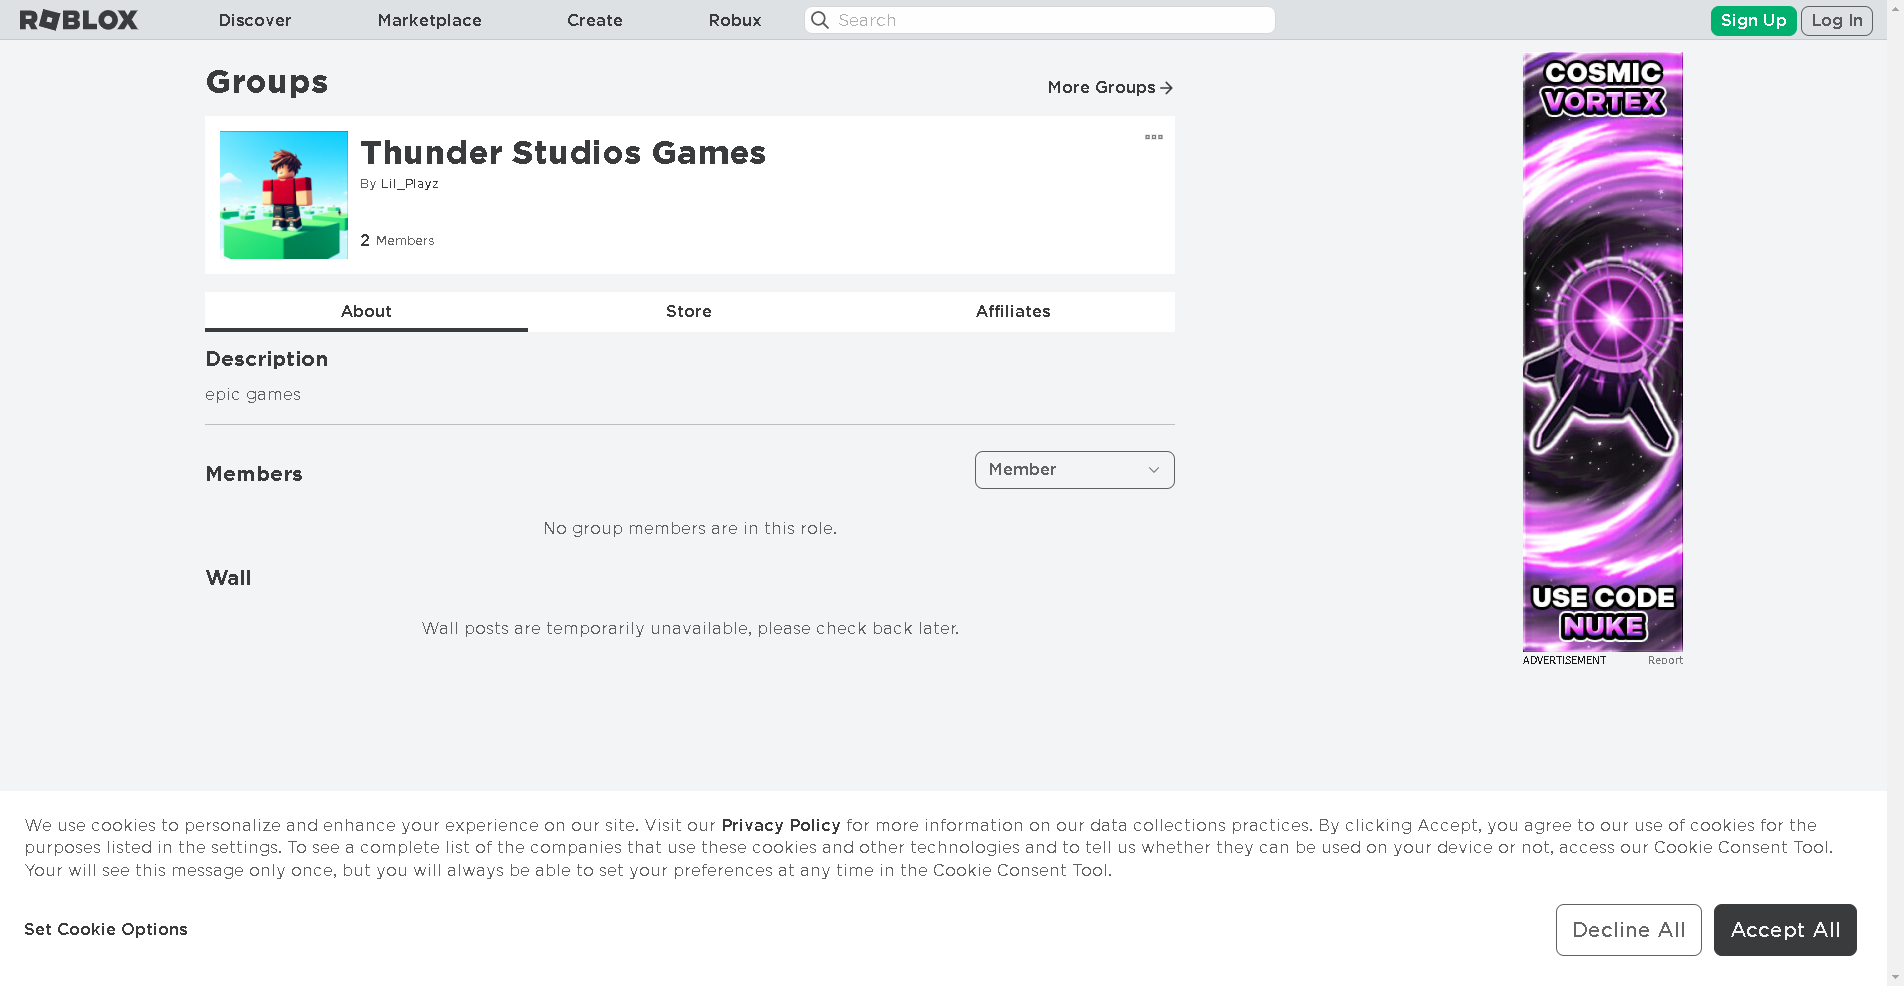 ROBLOX
Discover
Marketplace
Create
Robux
Search
Sign Up
Log In
Groups
More Groups
Thunder Studios Games
By Lil_Playz
2 Members
About
Store
Affiliates
Description
epic games
Members
Member
No group members are in this role.
Wall
Wall posts are temporarily unavailable, please check back later.
COSMIC
VORTEX
USE CODE
NUKE
ADVERTISEMENT
Report
We use cookies to personalize and enhance your experience on our site. Visit our Privacy Policy for more information on our data collections practices. By clicking Accept, you agree to our use of cookies for the
purposes listed in the settings. To see a complete list of the companies that use these cookies and other technologies and to tell us whether they can be used on your device or not, access our Cookie Consent Tool.
Your will see this message only once, but you will always be able to set your preferences at any time in the Cookie Consent Tool.
Set Cookie Options
Decline All
Accept All